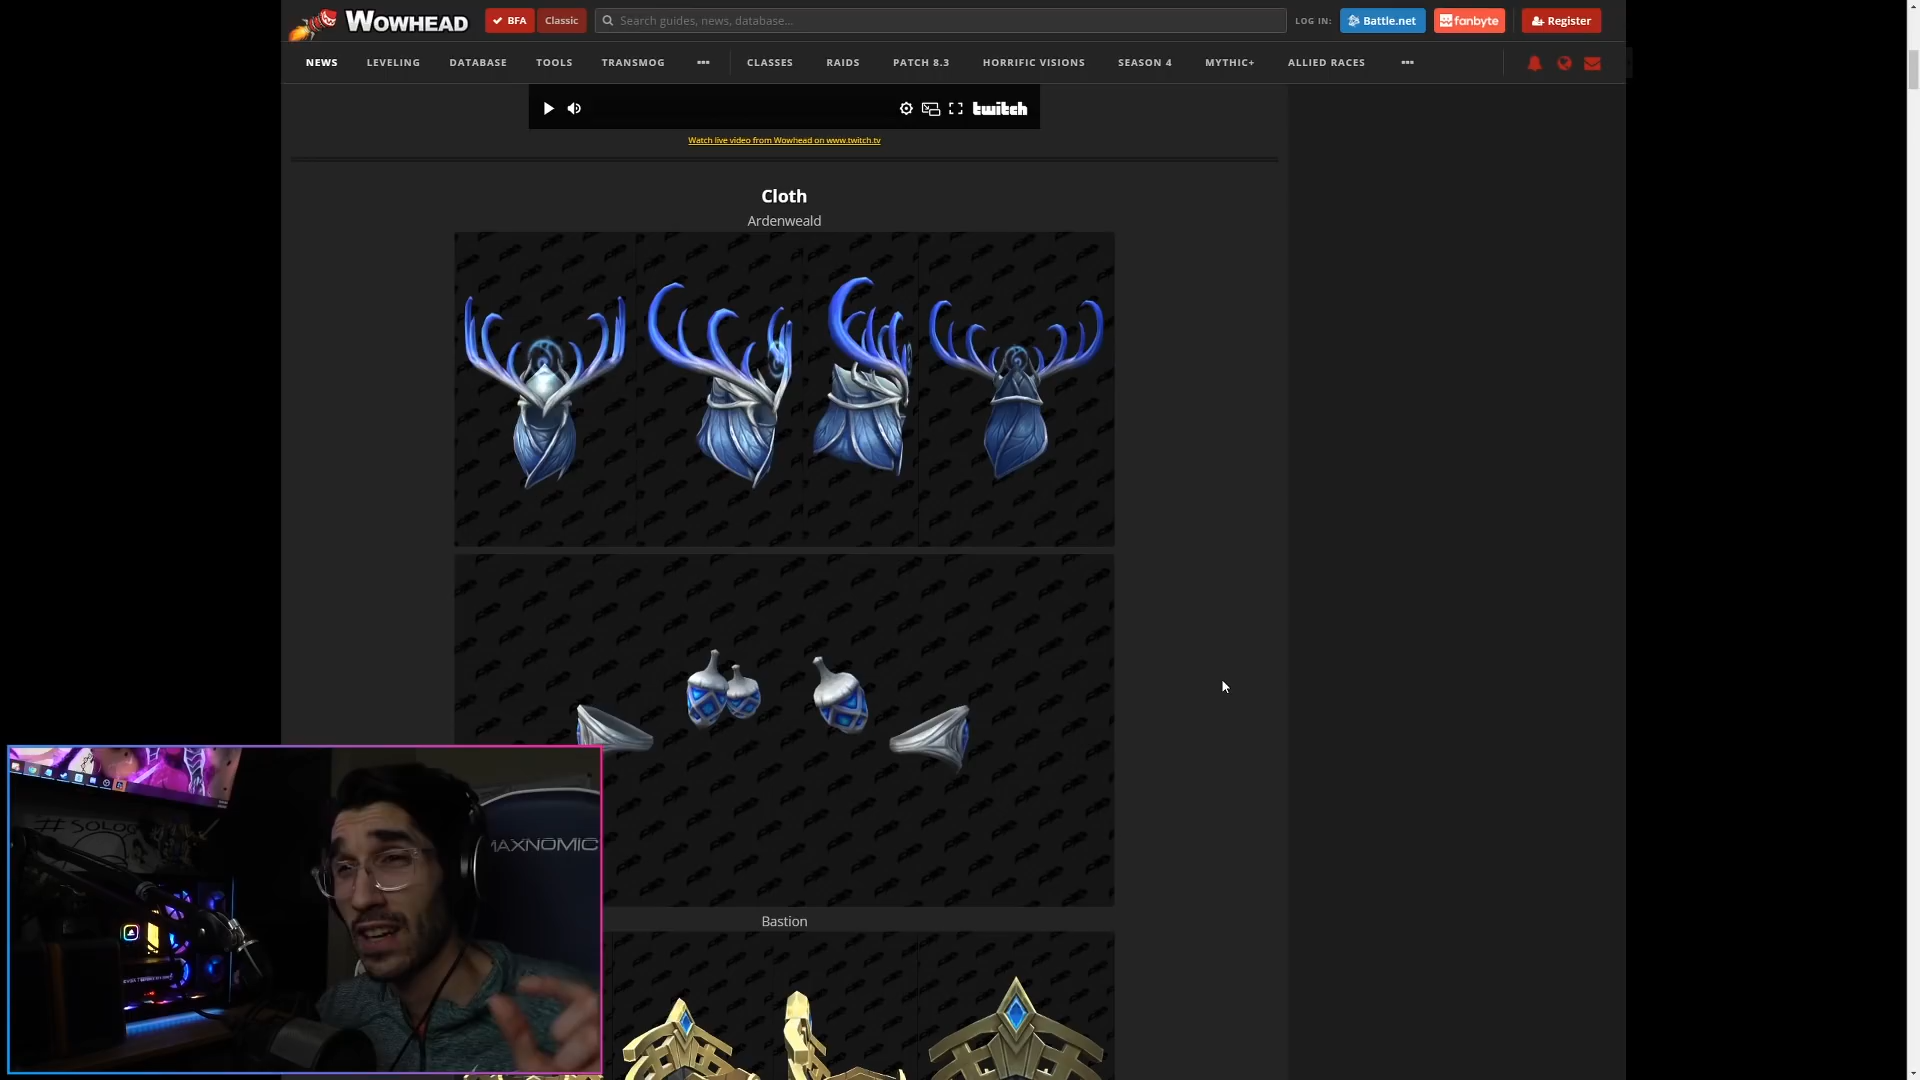 WOWHEAD
BFA
Classic
Search guides, news, database...
LOG IN:
Battle.net
fanbyte
Register
NEWS
LEVELING
DATABASE
TOOLS
TRANSMOG
...
CLASSES
RAIDS
PATCH 8.3
HORRIFIC VISIONS
SEASON 4
MYTHIC+
ALLIED RACES
...
twitch
Watch live video from Wowhead on www.twitch.tv
Cloth
Ardenweald
Bastion
# SOLOQ
MAXNOMIC